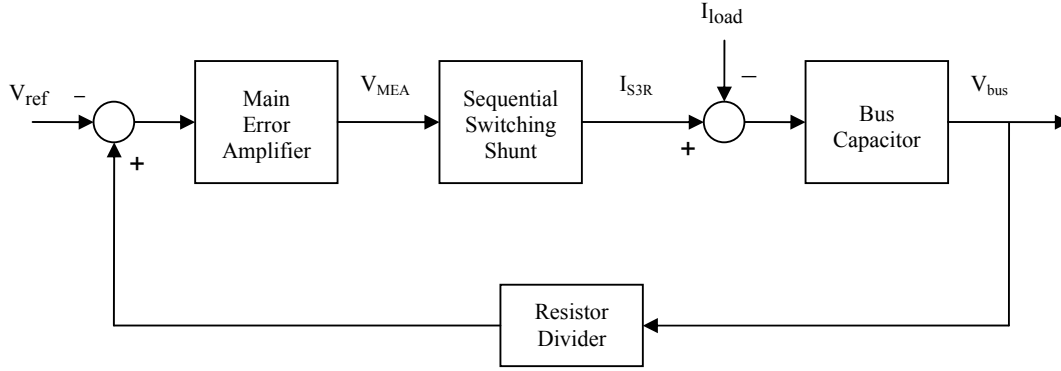 I_load
V_ref
−
+
Main
Error
Amplifier
V_MEA
Sequential
Switching
Shunt
I_S3R
−
+
Bus
Capacitor
V_bus
Resistor
Divider